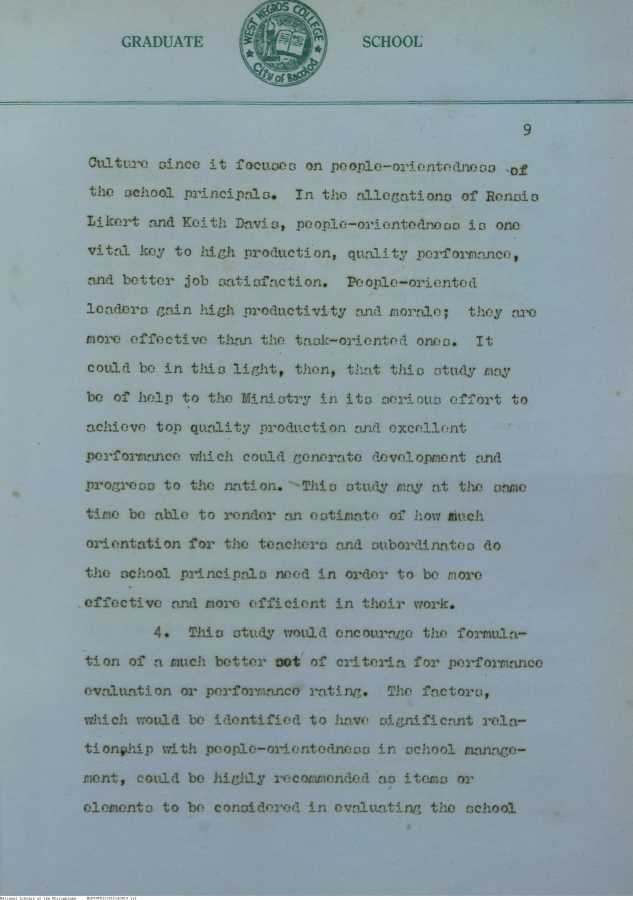 GRADUATE SCHOOL
WEST NEGROS COLLEGE
City of Bacolod
9
Culture since it focuses on people-orientedness of
the school principals. In the allegations of Rensis
Likert and Keith Davis, people-orientedness is one
vital key to high production, quality performance,
and better job satisfaction. People-oriented
leaders gain high productivity and morale; they are
more effective than the task-oriented ones. It
could be in this light, then, that this study may
be of help to the Ministry in its serious effort to
achieve top quality production and excellent
performance which could generate development and
progress to the nation. This study may at the same
time be able to render an estimate of how much
orientation for the teachers and subordinates do
the school principals need in order to be more
effective and more efficient in their work.
4. This study would encourage the formula-
tion of a much better set of criteria for performance
evaluation or performance rating. The factors,
which would be identified to have significant rela-
tionship with people-orientedness in school manage-
ment, could be highly recommended as items or
elements to be considered in evaluating the school
National Library of the Philippines